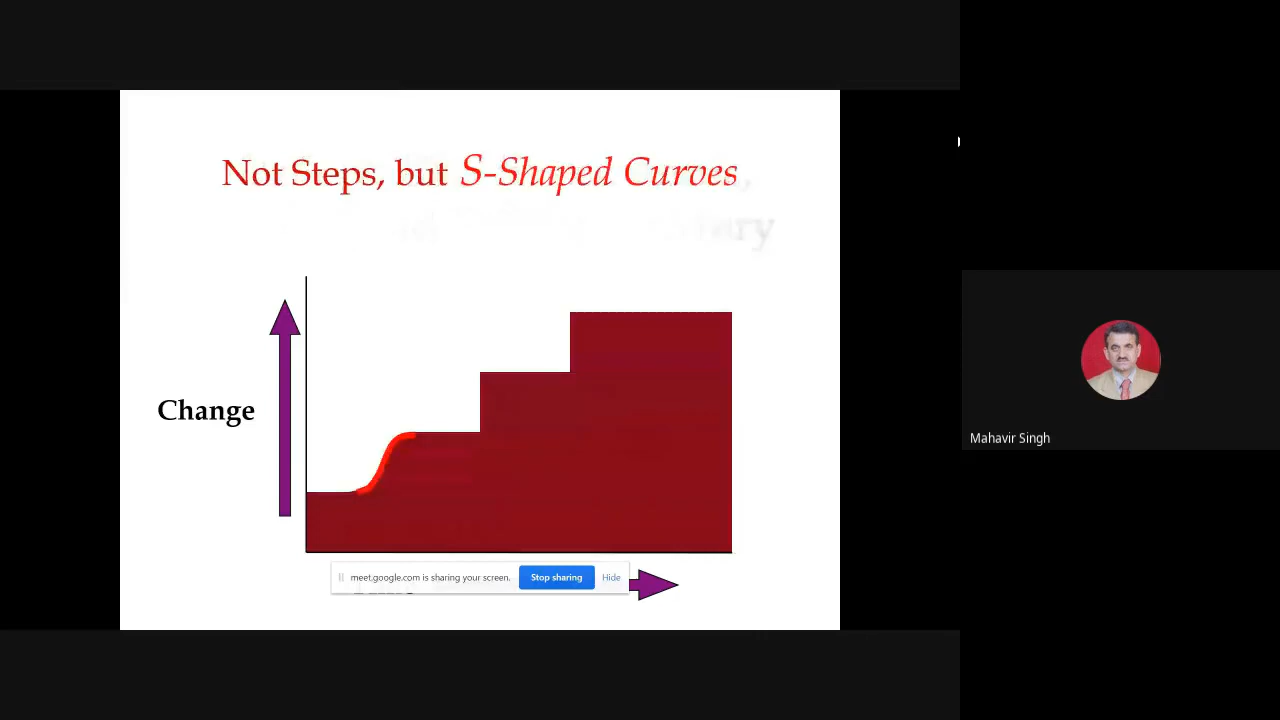 Not Steps, but S-Shaped Curves
Change
meet.google.com is sharing your screen.
Stop sharing
Hide
Mahavir Singh